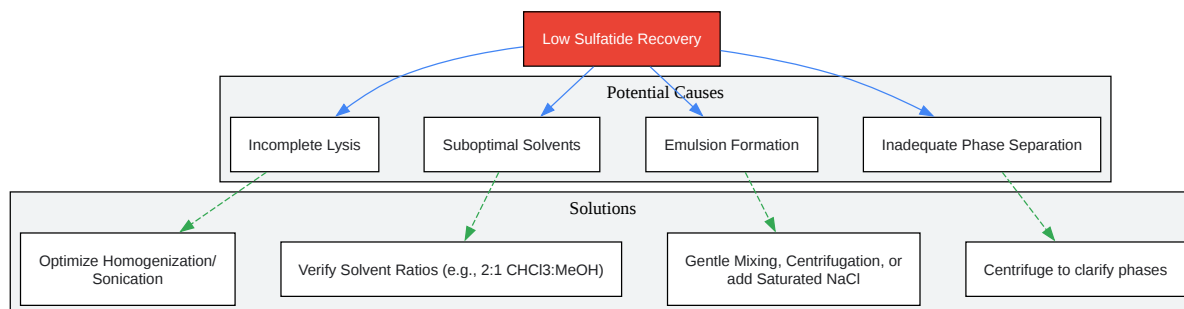 Low Sulfatide Recovery
Potential Causes
Incomplete Lysis
Suboptimal Solvents
Emulsion Formation
Inadequate Phase Separation
Solutions
Optimize Homogenization/
Sonication
Verify Solvent Ratios (e.g., 2:1 CHCl3:MeOH)
Gentle Mixing, Centrifugation, or
add Saturated NaCl
Centrifuge to clarify phases